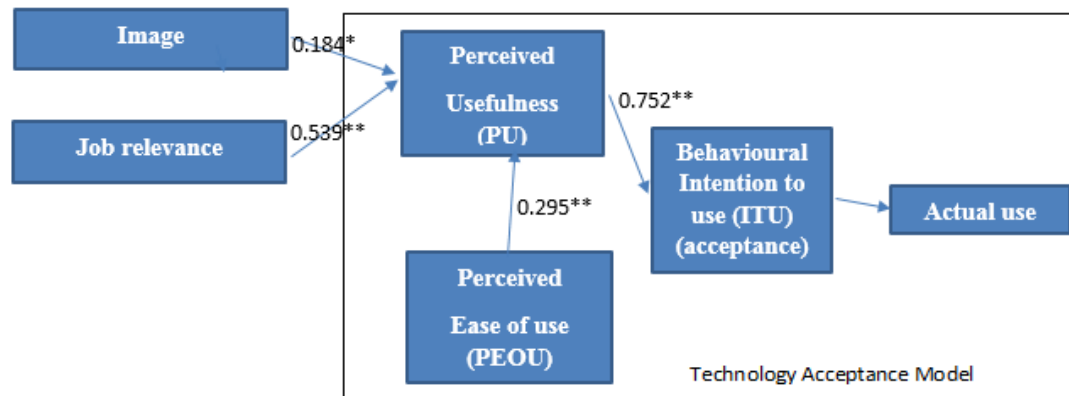 Image
0.184*
Job relevance
0.539**
Perceived
Usefulness
(PU)
0.752**
0.295**
Perceived
Ease of use
(PEOU)
Behavioural
Intention to
use (ITU)
(acceptance)
Actual use
Technology Acceptance Model